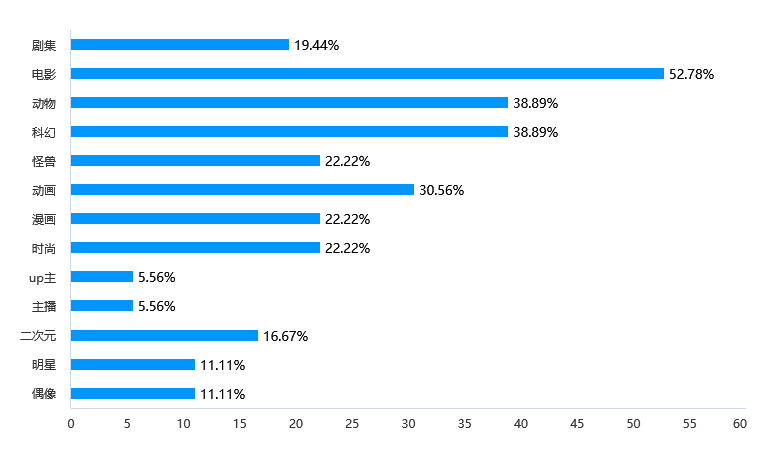 剧集 19.44%
电影 52.78%
动物 38.89%
科幻 38.89%
怪兽 22.22%
动画 30.56%
漫画 22.22%
时尚 22.22%
up主 5.56%
主播 5.56%
二次元 16.67%
明星 11.11%
偶像 11.11%
0 5 10 15 20 25 30 35 40 45 50 55 60